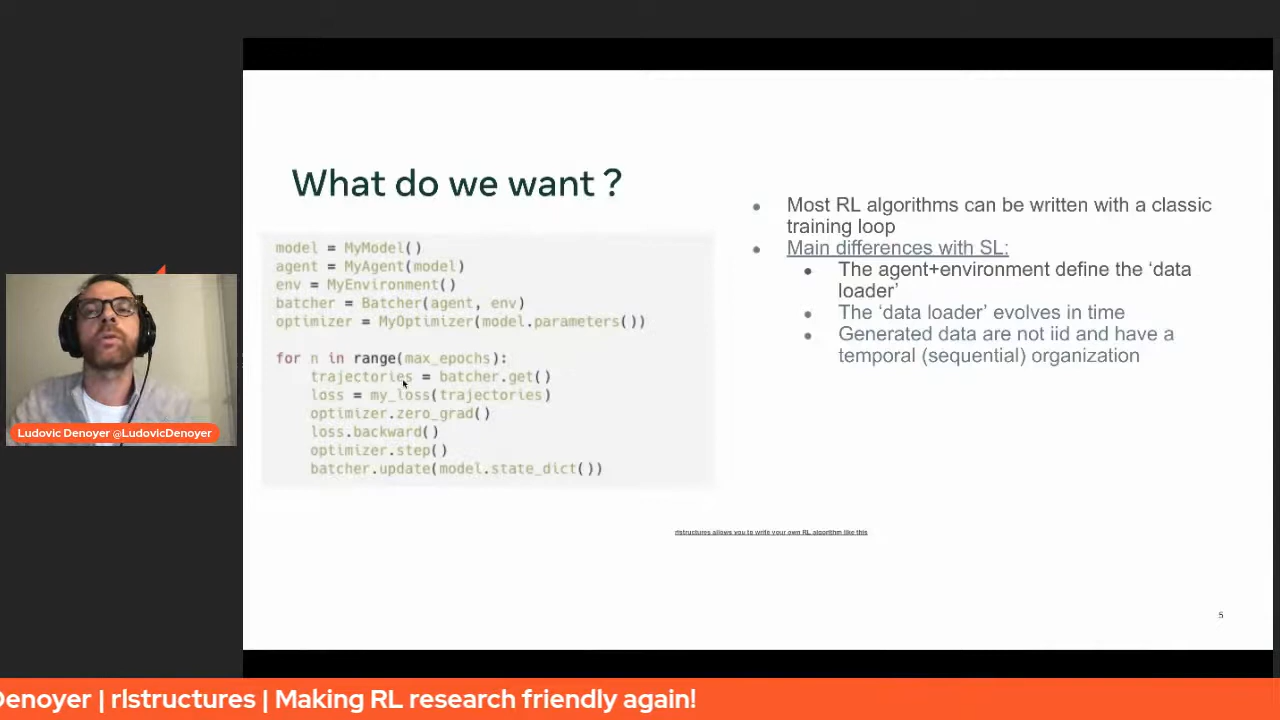 What do we want ?
model = MyModel()
agent = MyAgent(model)
env = MyEnvironment()
batcher = Batcher(agent, env)
optimizer = MyOptimizer(model.parameters())
for n in range(max_epochs):
trajectories = batcher.get()
loss = my_loss(trajectories)
optimizer.zero_grad()
loss.backward()
optimizer.step()
batcher.update(model.state_dict())
Most RL algorithms can be written with a classic
training loop
Main differences with SL:
The agent+environment define the ‘data
loader’
The ‘data loader’ evolves in time
Generated data are not iid and have a
temporal (sequential) organization
rlstructures allows you to write your own RL algorithm like this
5
Ludovic Denoyer @LudovicDenoyer
Denoyer | rlstructures | Making RL research friendly again!